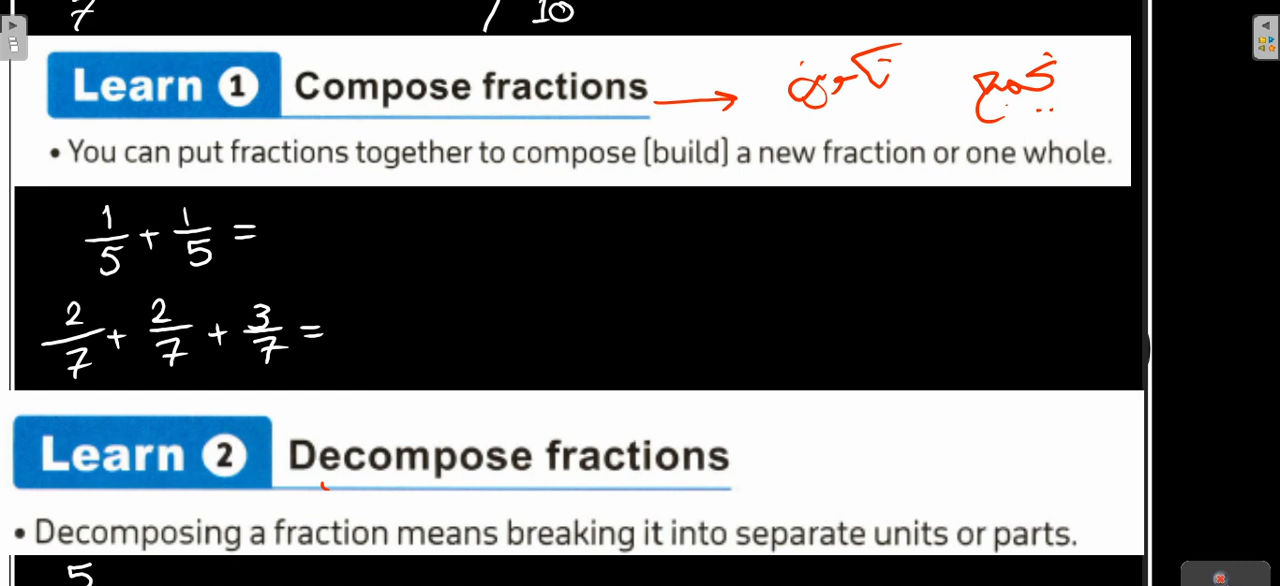 7 / 10
Learn 1 Compose fractions → تكوين تجميع
• You can put fractions together to compose (build) a new fraction or one whole.
1/5 + 1/5 =
2/7 + 2/7 + 3/7 =
Learn 2 Decompose fractions
• Decomposing a fraction means breaking it into separate units or parts.
5